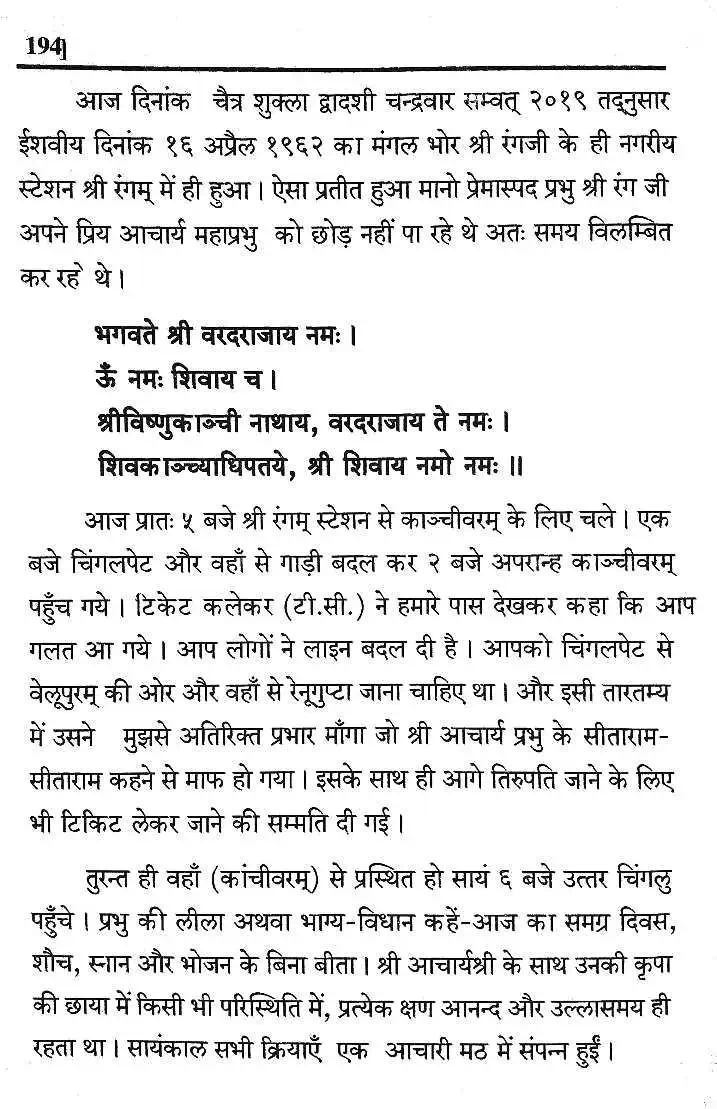 194]
आज दिनांक चैत्र शुक्ला द्वादशी चन्द्रवार सम्वत् २०१९ तद्नुसार
ईशवीय दिनांक १६ अप्रैल १९६२ का मंगल भोर श्री रंगजी के ही नगरीय
स्टेशन श्री रंगम् में ही हुआ। ऐसा प्रतीत हुआ मानो प्रेमास्पद प्रभु श्री रंग जी
अपने प्रिय आचार्य महाप्रभु को छोड़ नहीं पा रहे थे अतः समय विलम्बित
कर रहे थे।
भगवते श्री वरदराजाय नमः।
ऊँ नमः शिवाय च।
श्रीविष्णुकाञ्ची नाथाय, वरदराजाय ते नमः।
शिवकाञ्च्याधिपतये, श्री शिवाय नमो नमः॥
आज प्रातः ५ बजे श्री रंगम् स्टेशन से काञ्चीवरम् के लिए चले। एक
बजे चिंगलपेट और वहाँ से गाड़ी बदल कर २ बजे अपरान्ह काञ्चीवरम्
पहुँच गये। टिकेट कलेकर (टी.सी.) ने हमारे पास देखकर कहा कि आप
गलत आ गये। आप लोगों ने लाइन बदल दी है। आपको चिंगलपेट से
वेलूपुरम् की ओर और वहाँ से रेनूगुप्टा जाना चाहिए था। और इसी तारतम्य
में उसने मुझसे अतिरिक्त प्रभार माँगा जो श्री आचार्य प्रभु के सीताराम-
सीताराम कहने से माफ हो गया। इसके साथ ही आगे तिरुपति जाने के लिए
भी टिकिट लेकर जाने की सम्मति दी गई।
तुरन्त ही वहाँ (कांचीवरम्) से प्रस्थित हो सायं ६ बजे उत्तर चिंगलु
पहुँचे। प्रभु की लीला अथवा भाग्य-विधान कहें-आज का समग्र दिवस,
शौच, स्नान और भोजन के बिना बीता। श्री आचार्यश्री के साथ उनकी कृपा
की छाया में किसी भी परिस्थिति में, प्रत्येक क्षण आनन्द और उल्लासमय ही
रहता था। सायंकाल सभी क्रियाएँ एक आचारी मठ में संपन्न हुईं।